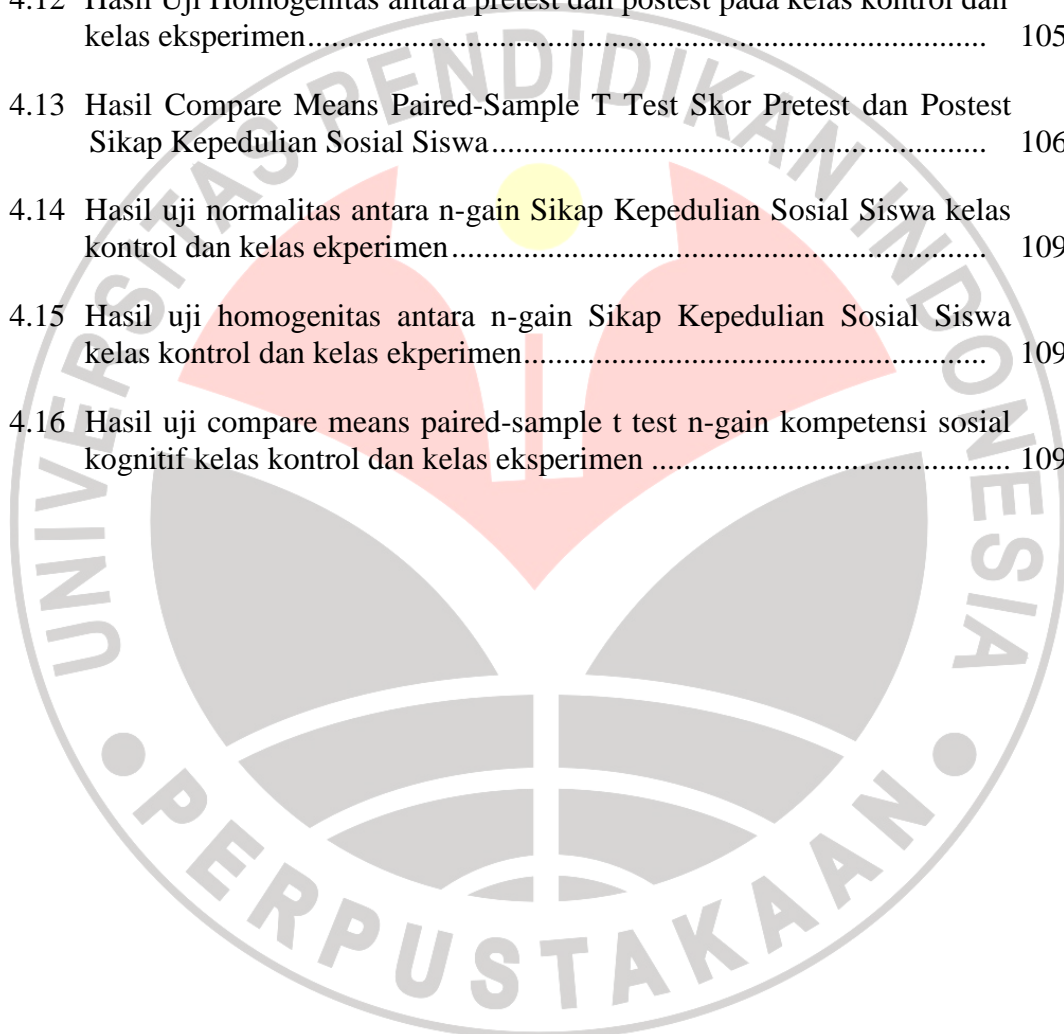 4.12 Hasil Uji Homogenitas antara pretest dan postest pada kelas kontrol dan
kelas eksperimen.................................................................................... 105
4.13 Hasil Compare Means Paired-Sample T Test Skor Pretest dan Postest
Sikap Kepedulian Sosial Siswa............................................................. 106
4.14 Hasil uji normalitas antara n-gain Sikap Kepedulian Sosial Siswa kelas
kontrol dan kelas ekperimen.................................................................. 109
4.15 Hasil uji homogenitas antara n-gain Sikap Kepedulian Sosial Siswa
kelas kontrol dan kelas ekperimen......................................................... 109
4.16 Hasil uji compare means paired-sample t test n-gain kompetensi sosial
kognitif kelas kontrol dan kelas eksperimen ............................................ 109
UNIVERSITAS PENDIDIKAN INDONESIA
PERPUSTAKAAN